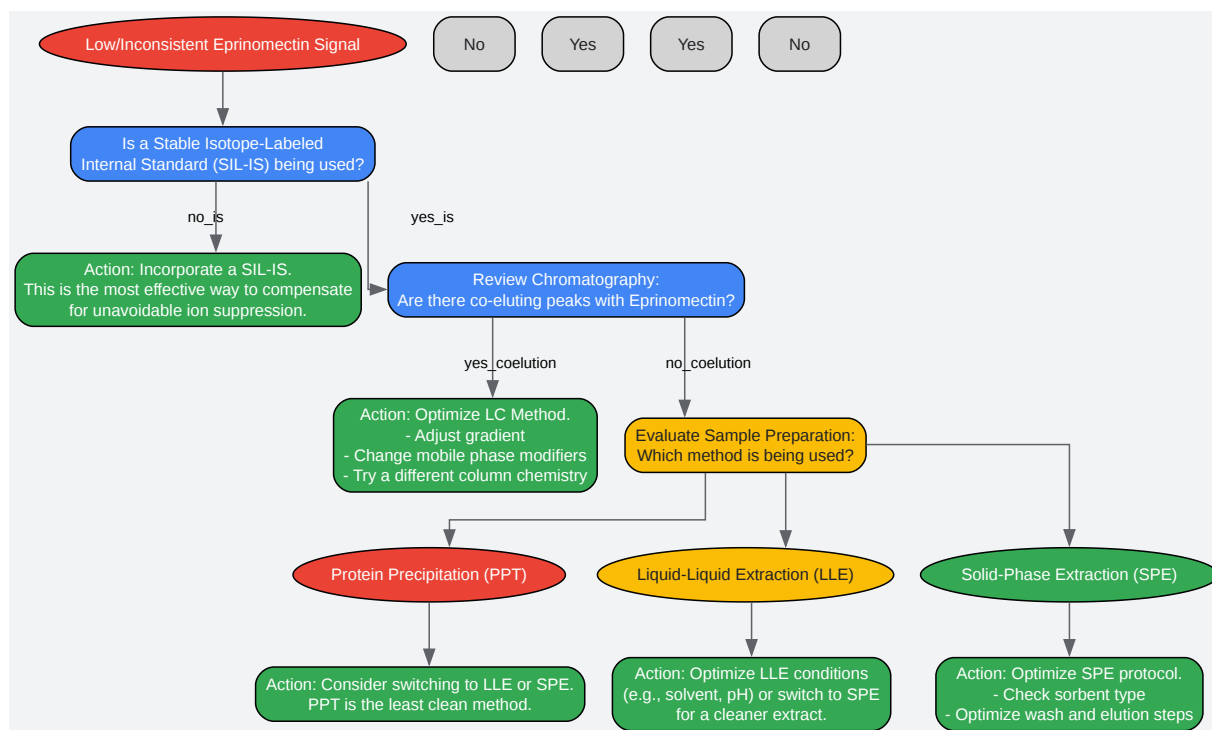 Low/Inconsistent Eprinomectin Signal
No
Yes
Yes
No
Is a Stable Isotope-Labeled
Internal Standard (SIL-IS) being used?
no_is
yes_is
Action: Incorporate a SIL-IS.
This is the most effective way to compensate
for unavoidable ion suppression.
Review Chromatography:
Are there co-eluting peaks with Eprinomectin?
yes_coelution
no_coelution
Action: Optimize LC Method.
- Adjust gradient
- Change mobile phase modifiers
- Try a different column chemistry
Evaluate Sample Preparation:
Which method is being used?
Protein Precipitation (PPT)
Liquid-Liquid Extraction (LLE)
Solid-Phase Extraction (SPE)
Action: Consider switching to LLE or SPE.
PPT is the least clean method.
Action: Optimize LLE conditions
(e.g., solvent, pH) or switch to SPE
for a cleaner extract.
Action: Optimize SPE protocol.
- Check sorbent type
- Optimize wash and elution steps